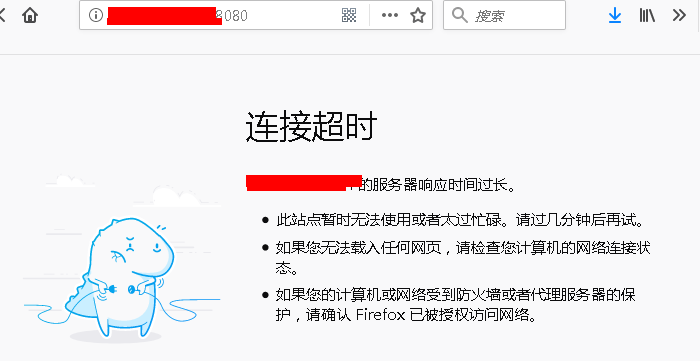 8080
搜索
连接超时
的服务器响应时间过长。
此站点暂时无法使用或者太过忙碌。请过几分钟后再试。
如果您无法载入任何网页，请检查您计算机的网络连接状
态。
如果您的计算机或网络受到防火墙或者代理服务器的保
护，请确认 Firefox 已被授权访问网络。